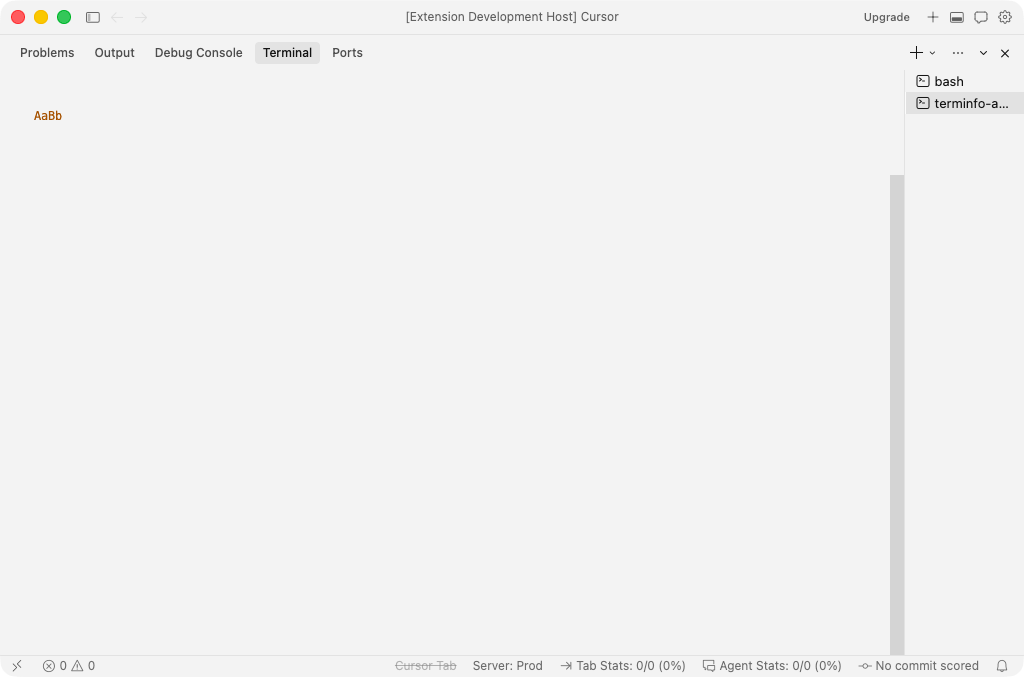 [Extension Development Host] Cursor
Upgrade
Problems Output Debug Console Terminal Ports
bash
terminfo-a...
AaBb
0 0 Cursor Tab Server: Prod Tab Stats: 0/0 (0%) Agent Stats: 0/0 (0%) No commit scored